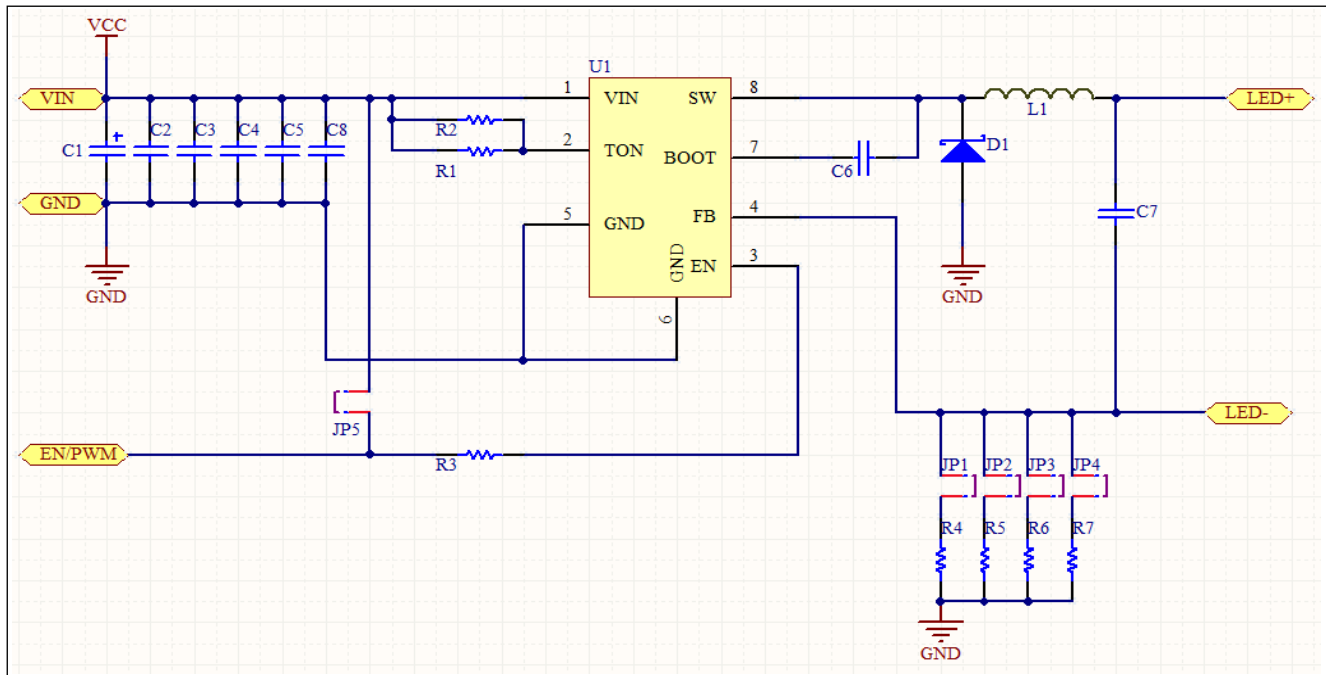 VCC
U1
VIN
1
VIN
SW
8
LED+
C1
C2
C3
C4
C5
C8
R2
R1
2
TON
BOOT
7
C6
D1
L1
GND
5
GND
FB
4
C7
GND
GND
EN
3
6
GND
JP5
LED-
EN/PWM
R3
JP1
JP2
JP3
JP4
R4
R5
R6
R7
GND